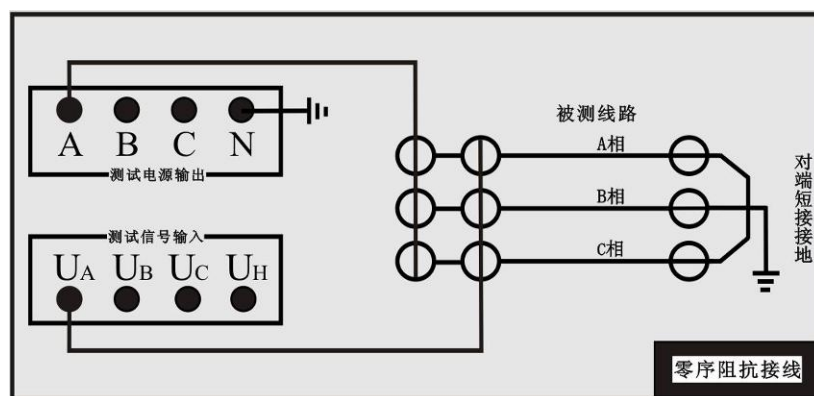 A B C N
测试电源输出
测试信号输入
UA UB UC UH
被测线路
A相
B相
C相
对端短接接地
零序阻抗接线